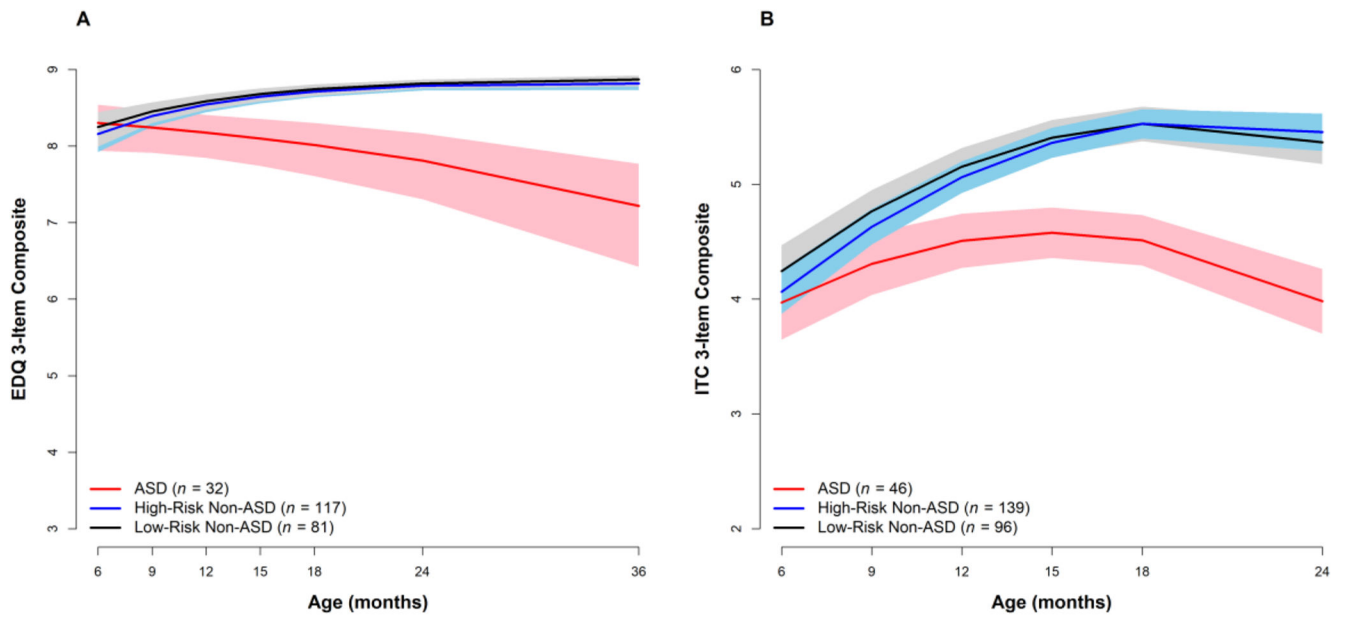 A
EDQ 3-Item Composite
9
8
7
6
5
4
3
ASD (n = 32)
High-Risk Non-ASD (n = 117)
Low-Risk Non-ASD (n = 81)
6 9 12 15 18 24 36
Age (months)
B
ITC 3-Item Composite
6
5
4
3
2
ASD (n = 46)
High-Risk Non-ASD (n = 139)
Low-Risk Non-ASD (n = 96)
6 9 12 15 18 24
Age (months)